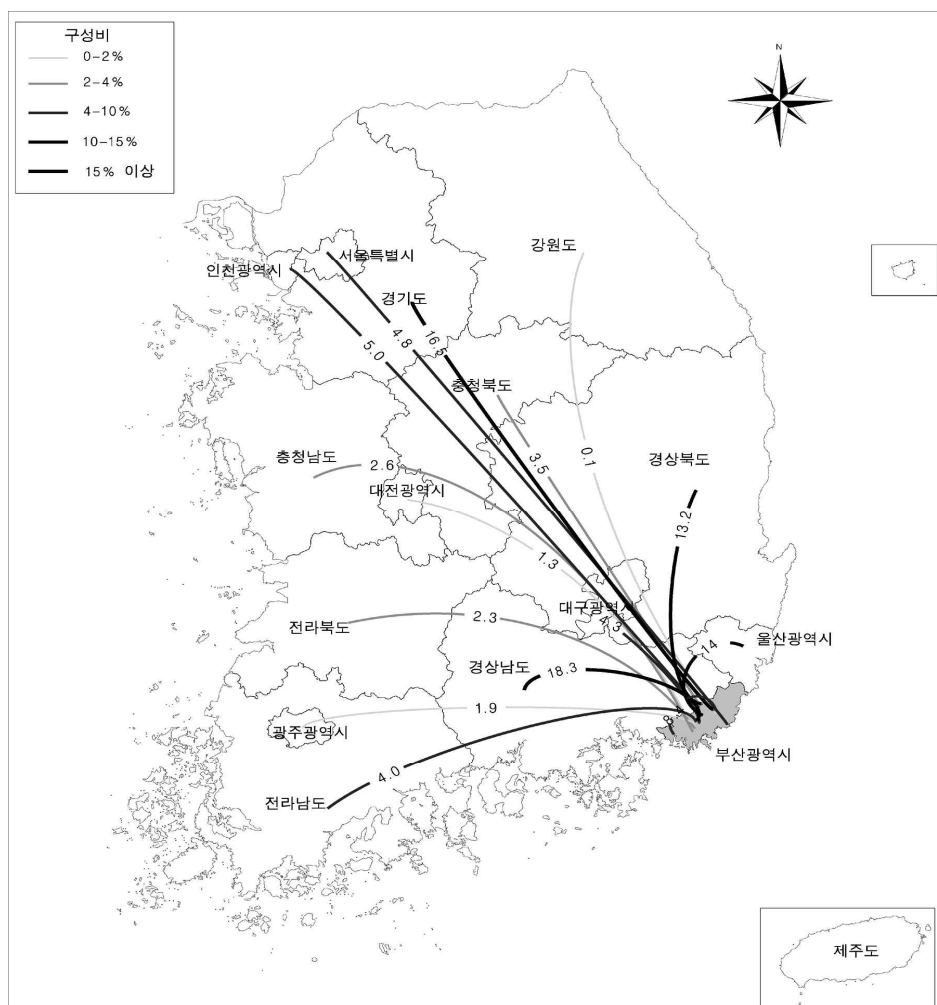 구성비
0-2%
2-4%
4-10%
10-15%
15% 이상
N
강원도
서울특별시
인천광역시
경기도
4.8
16.5
5.0
충청북도
3.5
0.1
경상북도
충청남도
2.6
대전광역시
13.2
1.3
대구광역시
4.3
전라북도
2.3
14
울산광역시
경상남도
18.3
1.9
광주광역시
부산광역시
4.0
전라남도
제주도